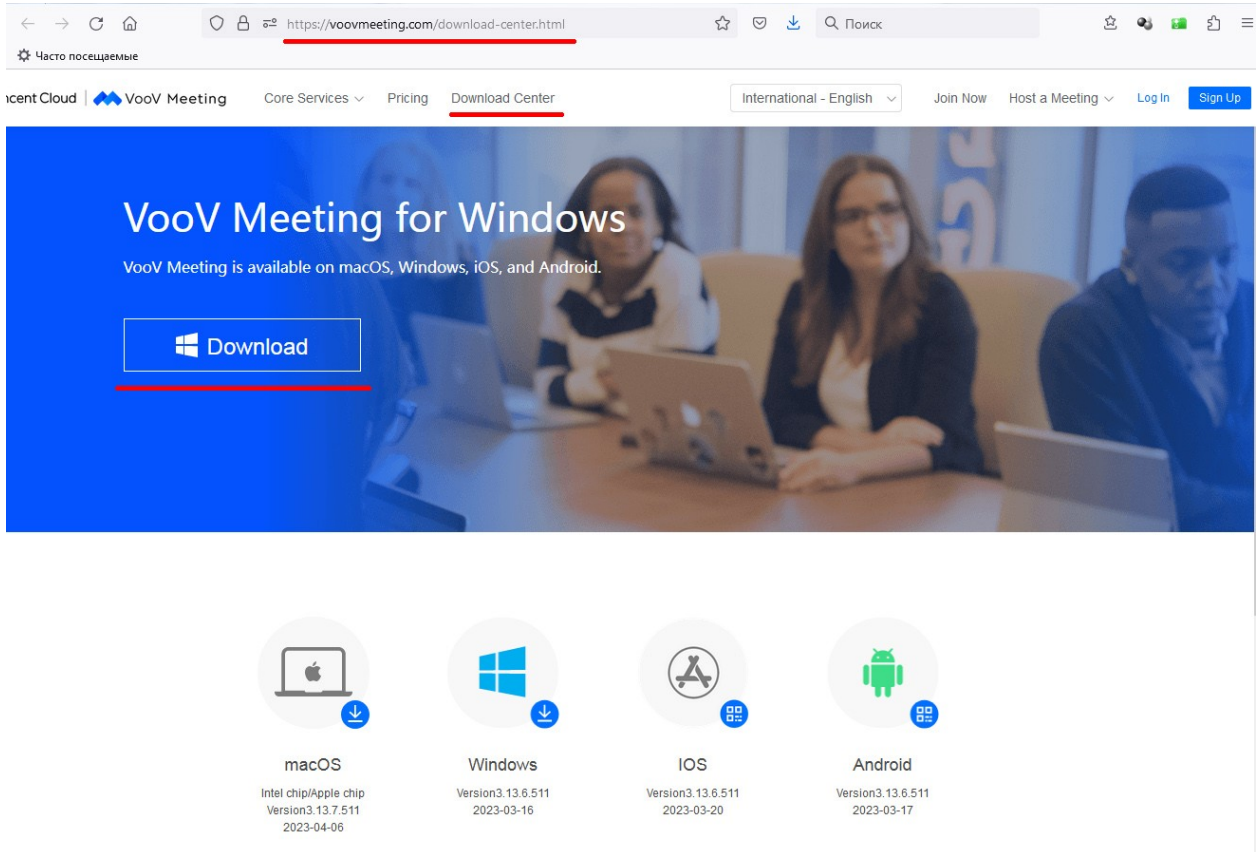 https://voovmeeting.com/download-center.html
Поиск
Часто посещаемые
ncent Cloud VooV Meeting Core Services Pricing Download Center International - English Join Now Host a Meeting Log In Sign Up
VooV Meeting for Windows
VooV Meeting is available on macOS, Windows, iOS, and Android.
Download
macOS Windows IOS Android
Intel chip/Apple chip Version3.13.6.511 Version3.13.6.511 Version3.13.6.511
Version3.13.7.511 2023-03-16 2023-03-20 2023-03-17
2023-04-06